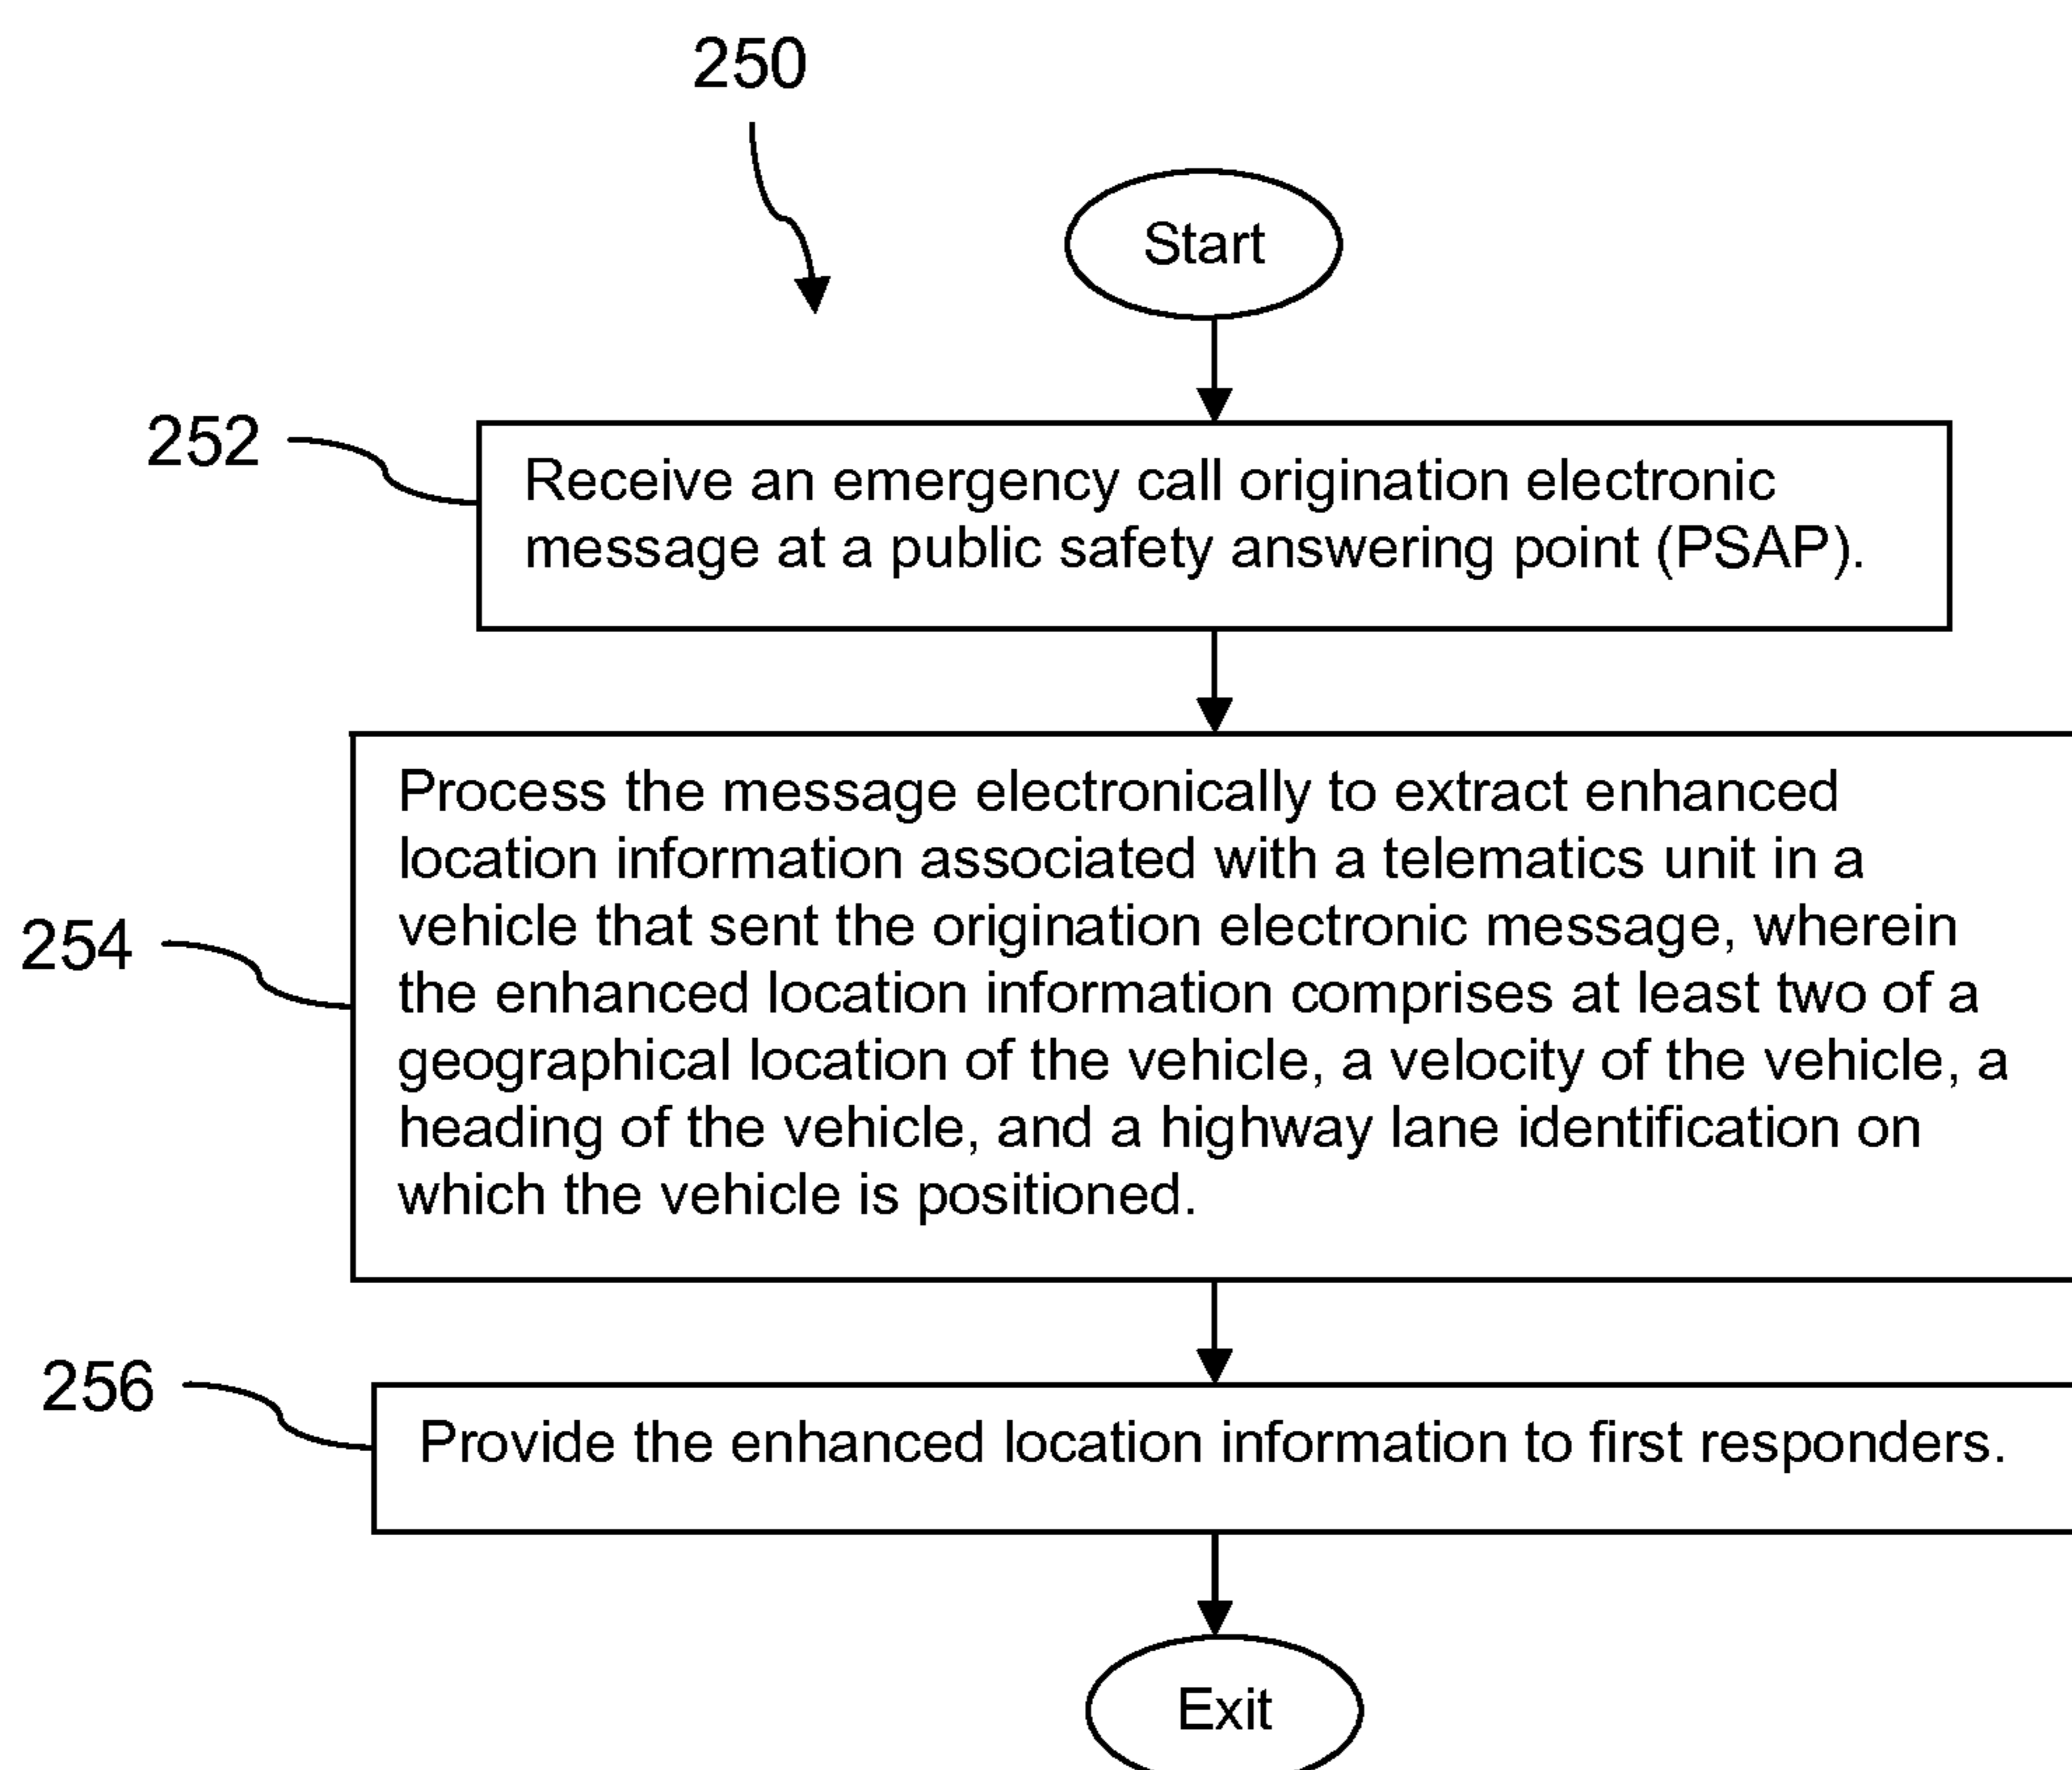 250
Start
252
Receive an emergency call origination electronic
message at a public safety answering point (PSAP).
254
Process the message electronically to extract enhanced
location information associated with a telematics unit in a
vehicle that sent the origination electronic message, wherein
the enhanced location information comprises at least two of a
geographical location of the vehicle, a velocity of the vehicle, a
heading of the vehicle, and a highway lane identification on
which the vehicle is positioned.
256
Provide the enhanced location information to first responders.
Exit